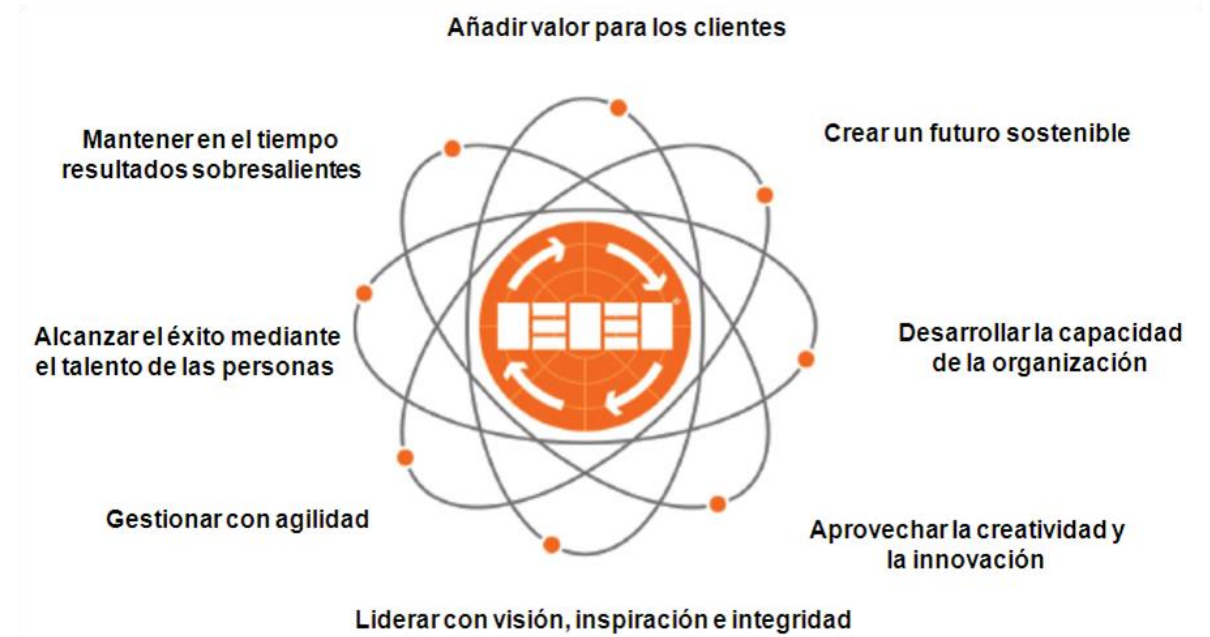 Añadir valor para los clientes
Mantener en el tiempo
resultados sobresalientes
Crear un futuro sostenible
Alcanzar el éxito mediante
el talento de las personas
Desarrollar la capacidad
de la organización
Gestionar con agilidad
Aprovechar la creatividad y
la innovación
Liderar con visión, inspiración e integridad